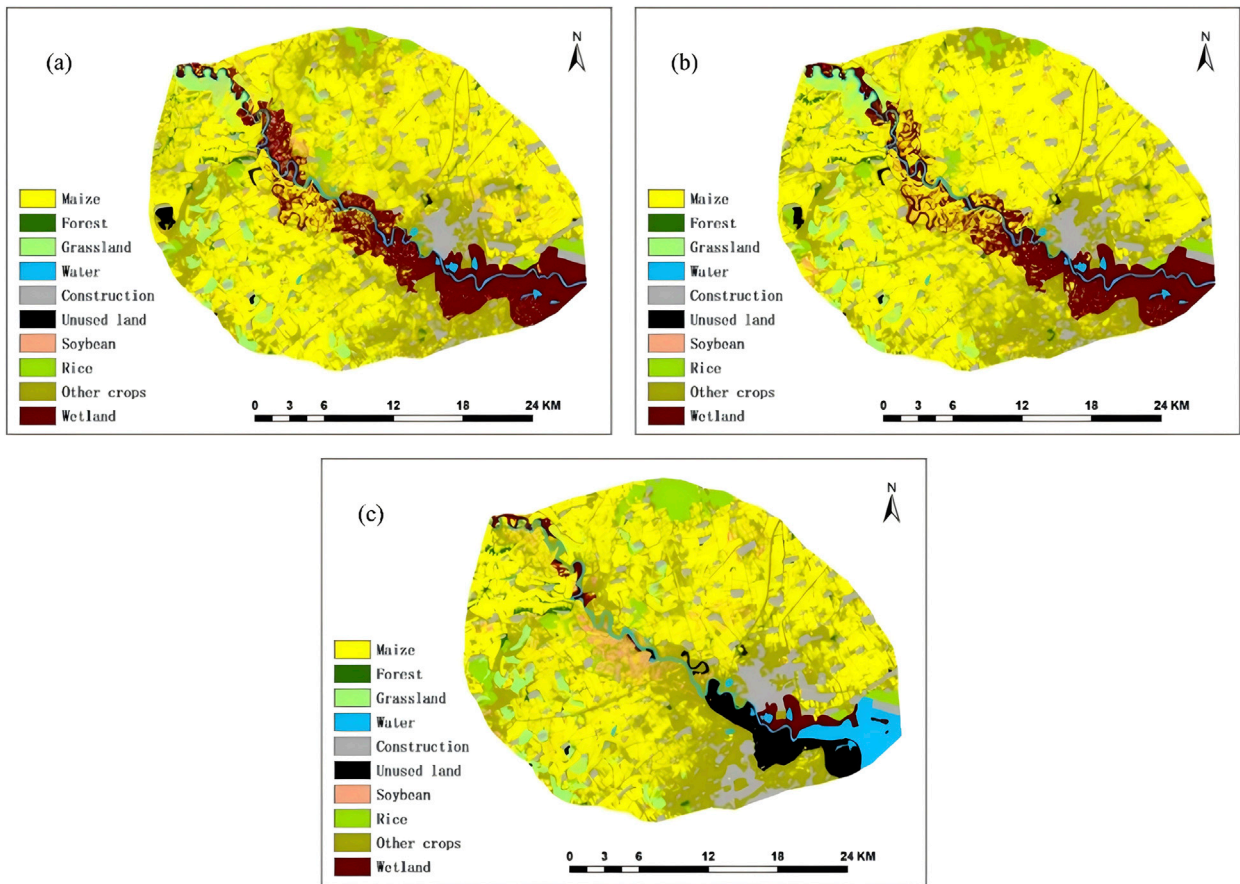 (a)
N
Maize
Forest
Grassland
Water
Construction
Unused land
Soybean
Rice
Other crops
Wetland
0 3 6 12 18 24 KM
(b)
N
Maize
Forest
Grassland
Water
Construction
Unused land
Soybean
Rice
Other crops
Wetland
0 3 6 12 18 24 KM
(c)
N
Maize
Forest
Grassland
Water
Construction
Unused land
Soybean
Rice
Other crops
Wetland
0 3 6 12 18 24 KM